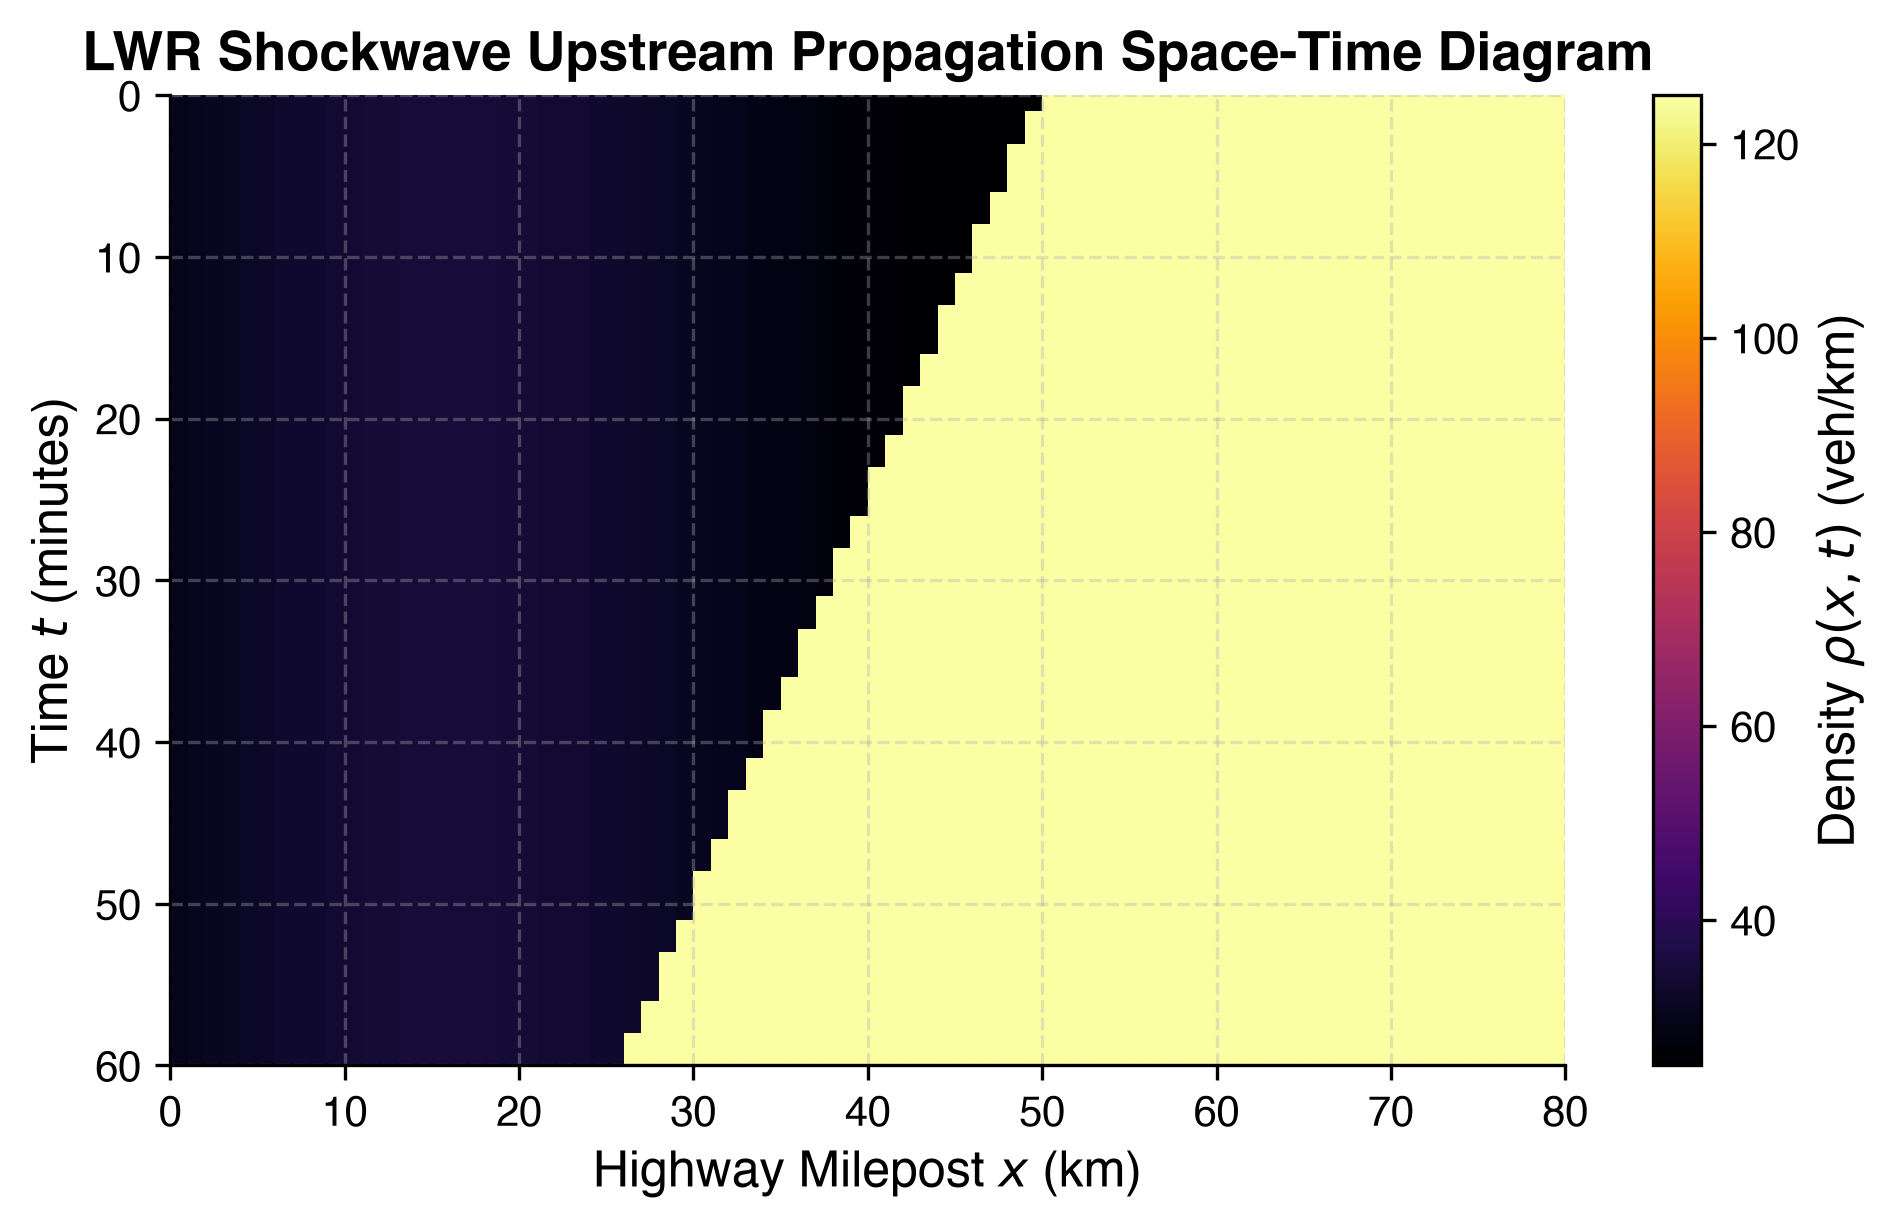 LWR Shockwave Upstream Propagation Space-Time Diagram
Time t (minutes)
0
10
20
30
40
50
60
0 10 20 30 40 50 60 70 80
Highway Milepost x (km)
120
100
80
60
40
Density ρ(x, t) (veh/km)